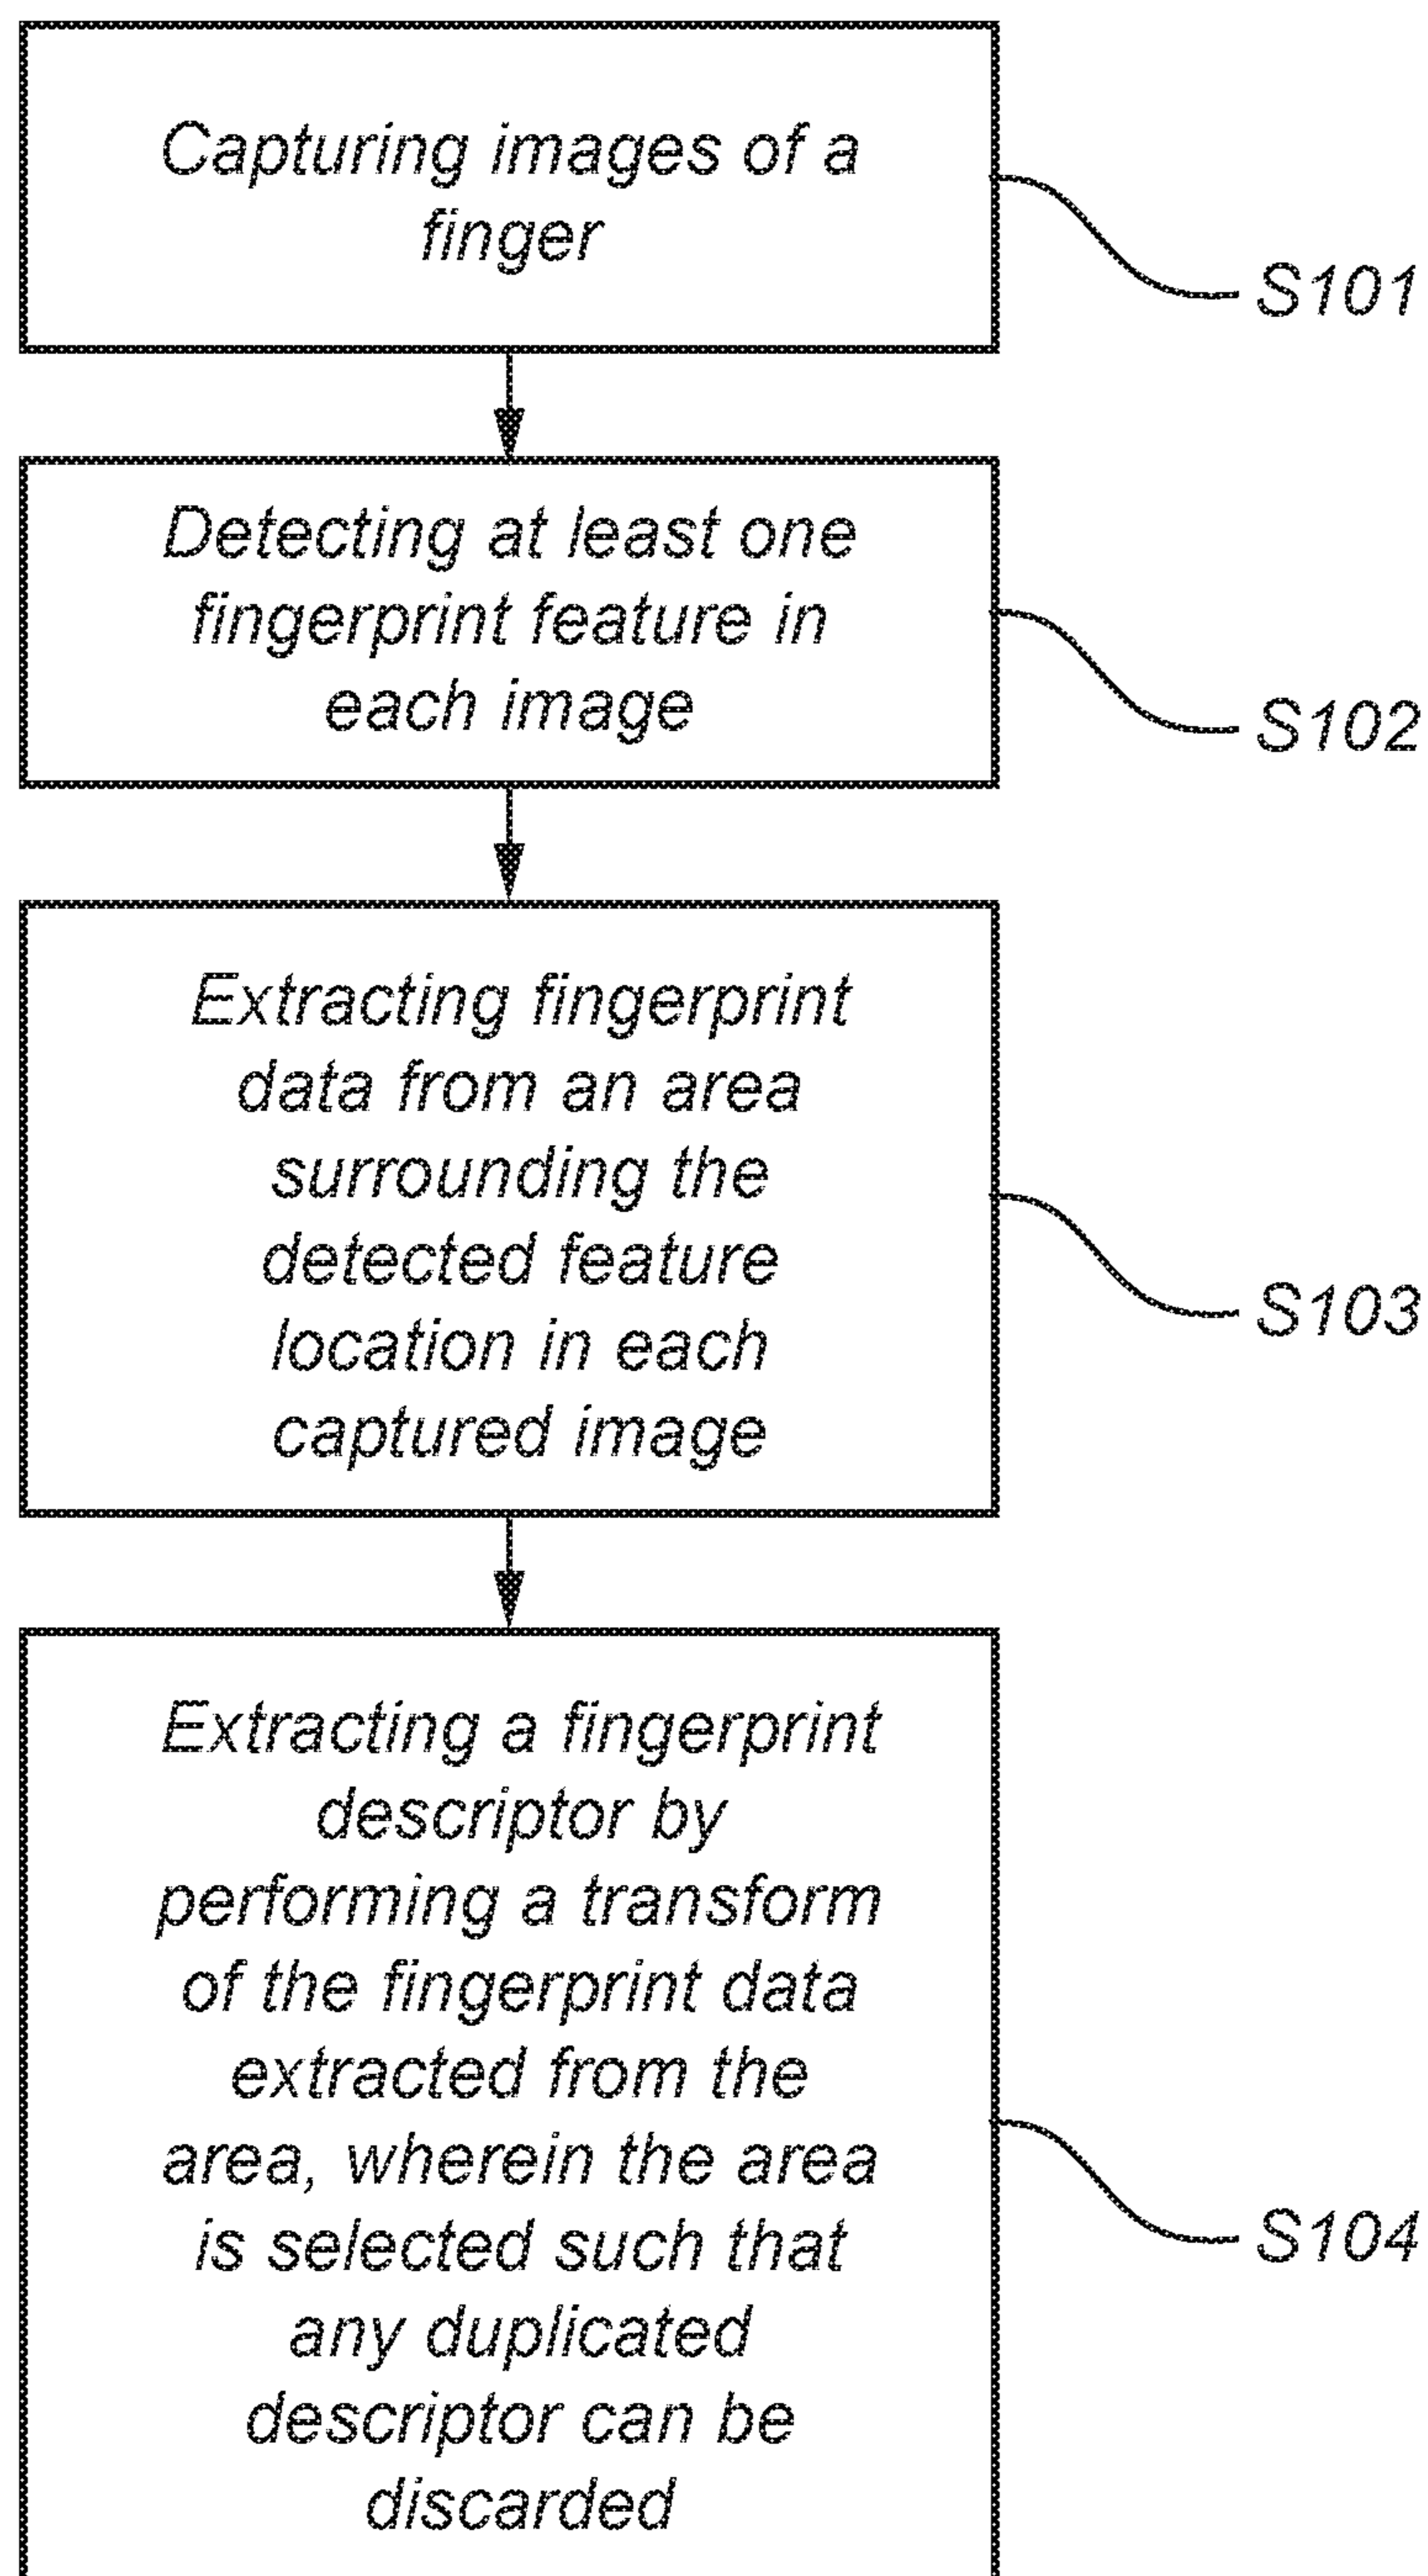 Capturing images of a
finger
S101
Detecting at least one
fingerprint feature in
each image
S102
Extracting fingerprint
data from an area
surrounding the
detected feature
location in each
captured image
S103
Extracting a fingerprint
descriptor by
performing a transform
of the fingerprint data
extracted from the
area, wherein the area
is selected such that
any duplicated
descriptor can be
discarded
S104